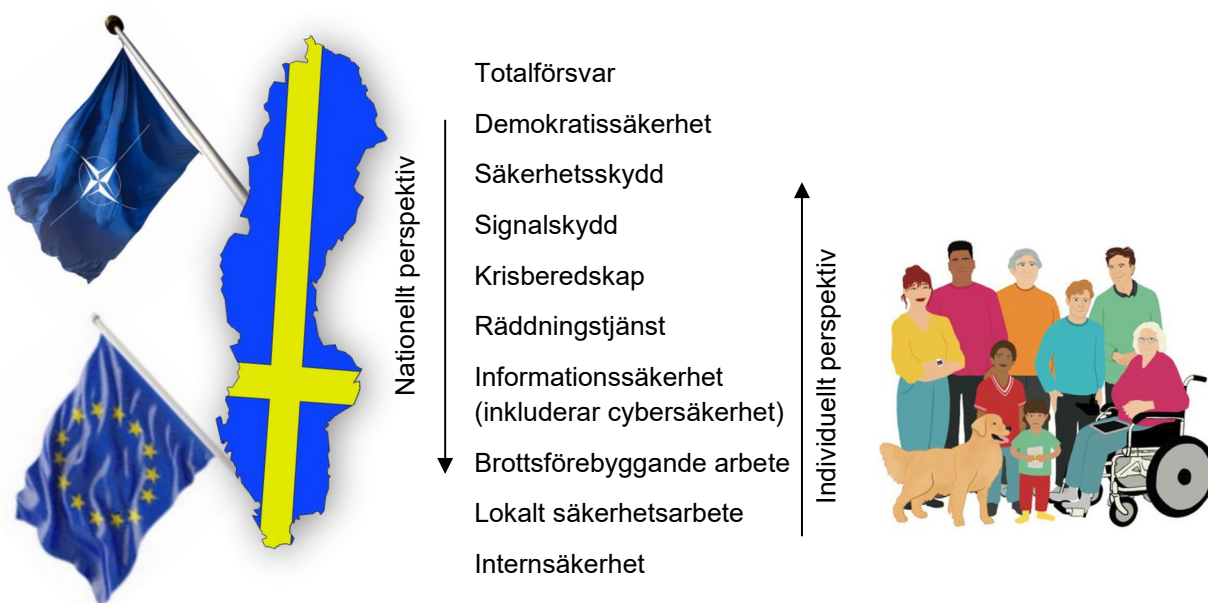 Totalförsvar
Demokratissäkerhet
Säkerhetsskydd
Signalskydd
Krisberedskap
Räddningstjänst
Informationssäkerhet
(inkluderar cybersäkerhet)
Brottsförebyggande arbete
Lokalt säkerhetsarbete
Internsäkerhet
Nationellt perspektiv
Individuellt perspektiv